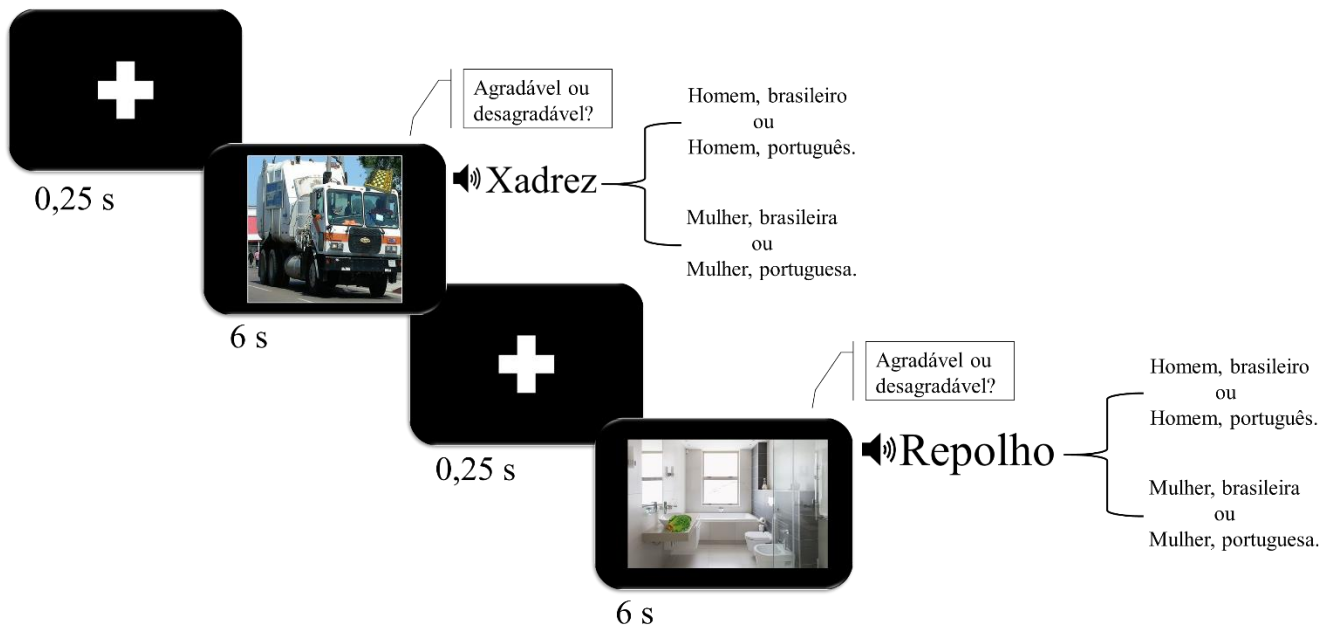 0,25 s
Agradável ou
desagradável?
Xadrez
Homem, brasileiro
ou
Homem, português.
Mulher, brasileira
ou
Mulher, portuguesa.
6 s
0,25 s
Agradável ou
desagradável?
Repolho
Homem, brasileiro
ou
Homem, português.
Mulher, brasileira
ou
Mulher, portuguesa.
6 s